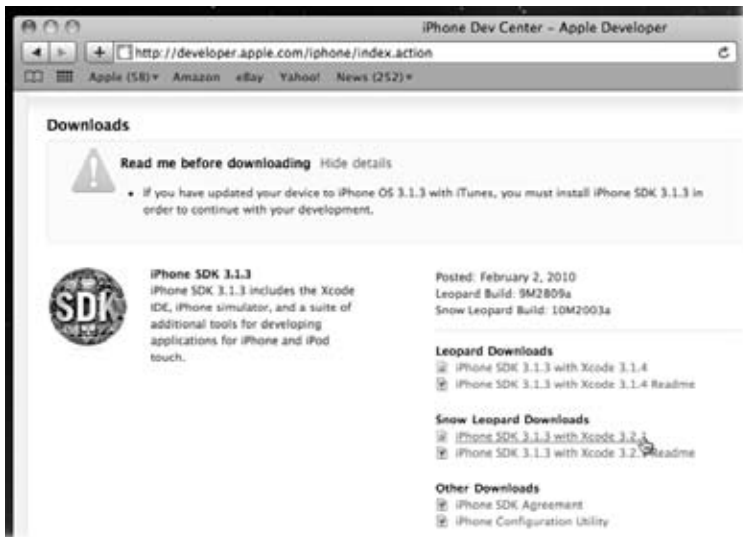 iPhone Dev Center – Apple Developer
http://developer.apple.com/iphone/index.action
Apple (58) Amazon eBay Yahoo! News (252)
Downloads
Read me before downloading Hide details
• If you have updated your device to iPhone OS 3.1.3 with iTunes, you must install iPhone SDK 3.1.3 in
order to continue with your development.
SDK
iPhone SDK 3.1.3
iPhone SDK 3.1.3 includes the Xcode
IDE, iPhone simulator, and a suite of
additional tools for developing
applications for iPhone and iPod
touch.
Posted: February 2, 2010
Leopard Build: 9M2809a
Snow Leopard Build: 10M2003a
Leopard Downloads
iPhone SDK 3.1.3 with Xcode 3.1.4
iPhone SDK 3.1.3 with Xcode 3.1.4 Readme
Snow Leopard Downloads
iPhone SDK 3.1.3 with Xcode 3.2.1
iPhone SDK 3.1.3 with Xcode 3.2.1 Readme
Other Downloads
iPhone SDK Agreement
iPhone Configuration Utility